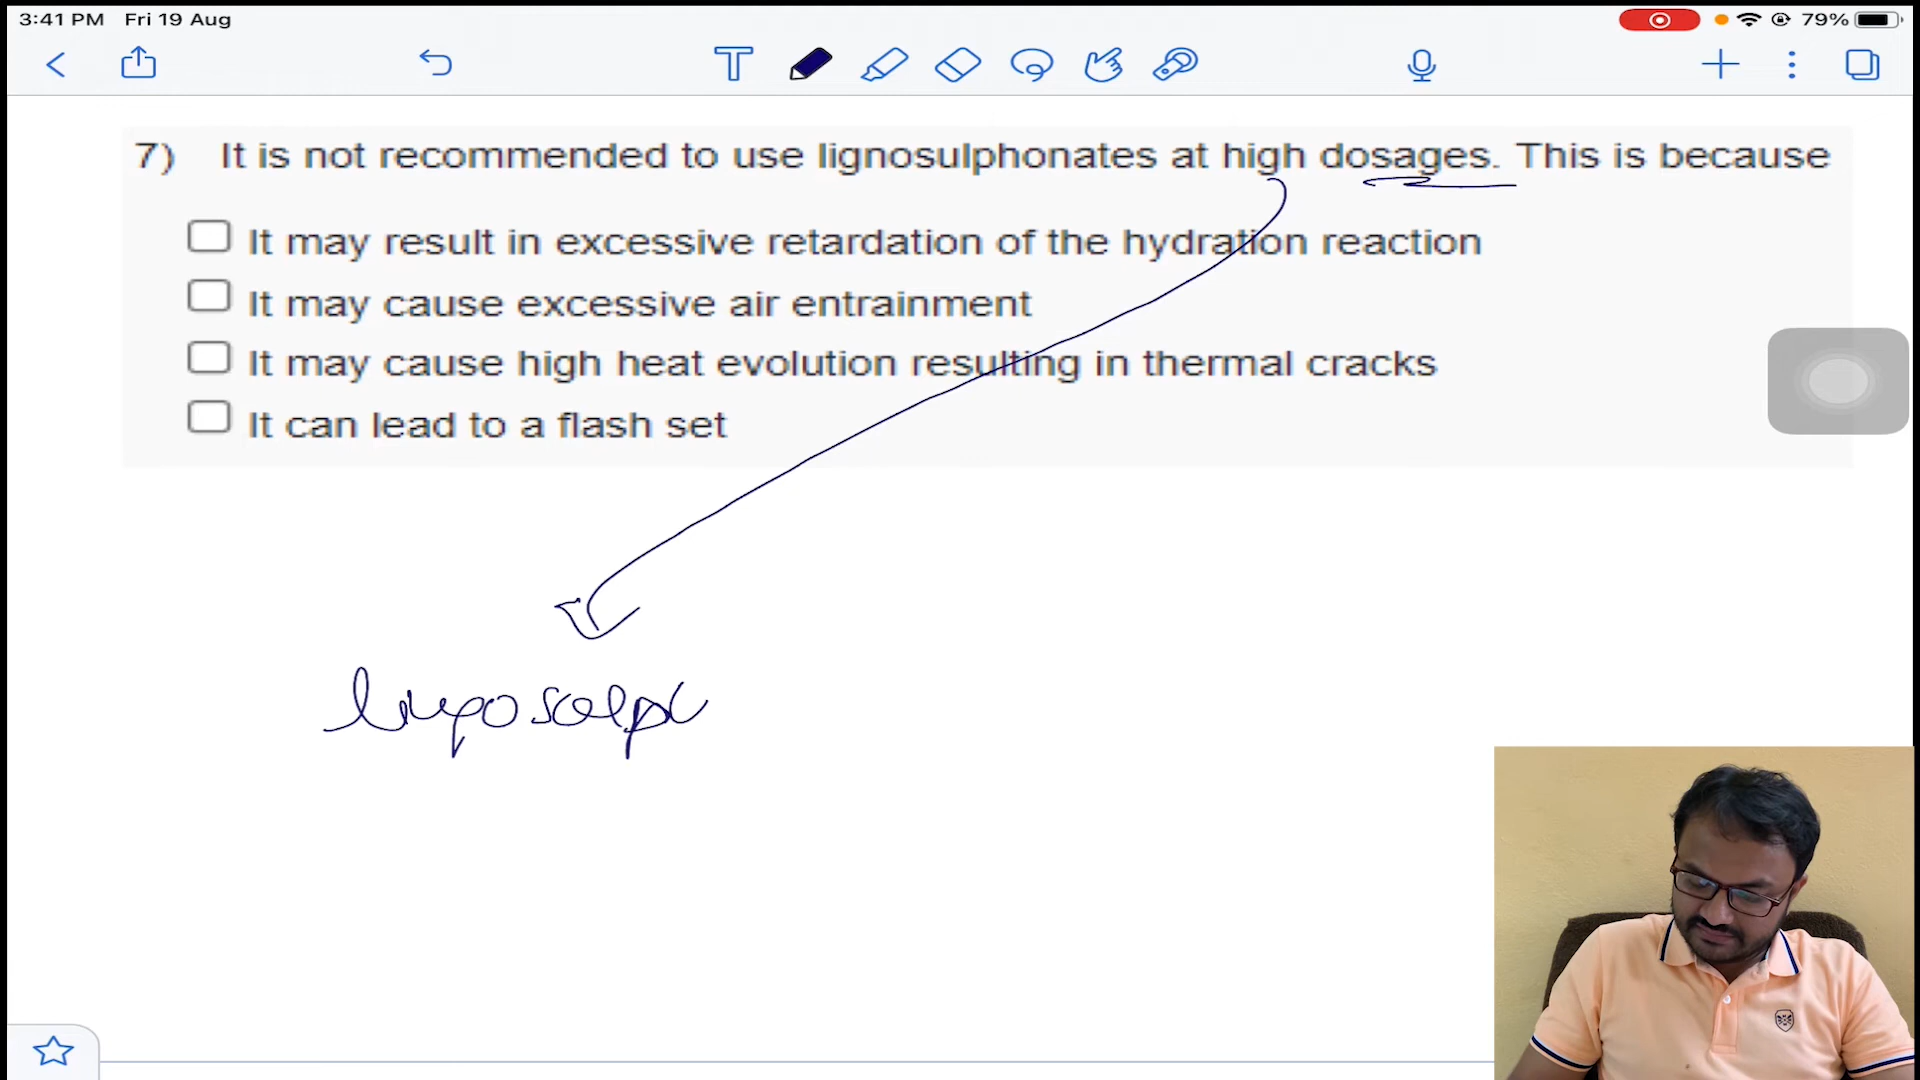 3:41 PM Fri 19 Aug 79%
T
7) It is not recommended to use lignosulphonates at high dosages. This is because
It may result in excessive retardation of the hydration reaction
It may cause excessive air entrainment
It may cause high heat evolution resulting in thermal cracks
It can lead to a flash set